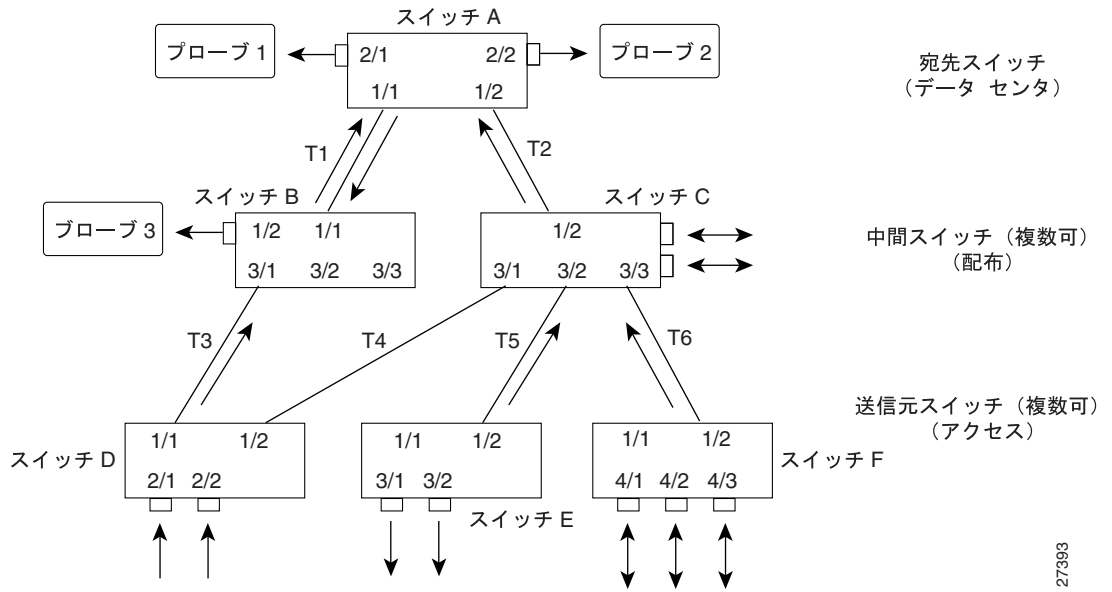 スイッチ A
プローブ 1
2/1
2/2
プローブ 2
1/1
1/2
宛先スイッチ
（データ センタ）
T1
T2
スイッチ B
スイッチ C
ブローブ 3
1/2
1/1
3/1
3/2
3/3
1/2
3/1
3/2
3/3
中間スイッチ（複数可）
（配布）
T3
T4
T5
T6
送信元スイッチ（複数可）
（アクセス）
スイッチ D
1/1
1/2
2/1
2/2
1/1
1/2
3/1
3/2
スイッチ E
1/1
1/2
4/1
4/2
4/3
スイッチ F
27393